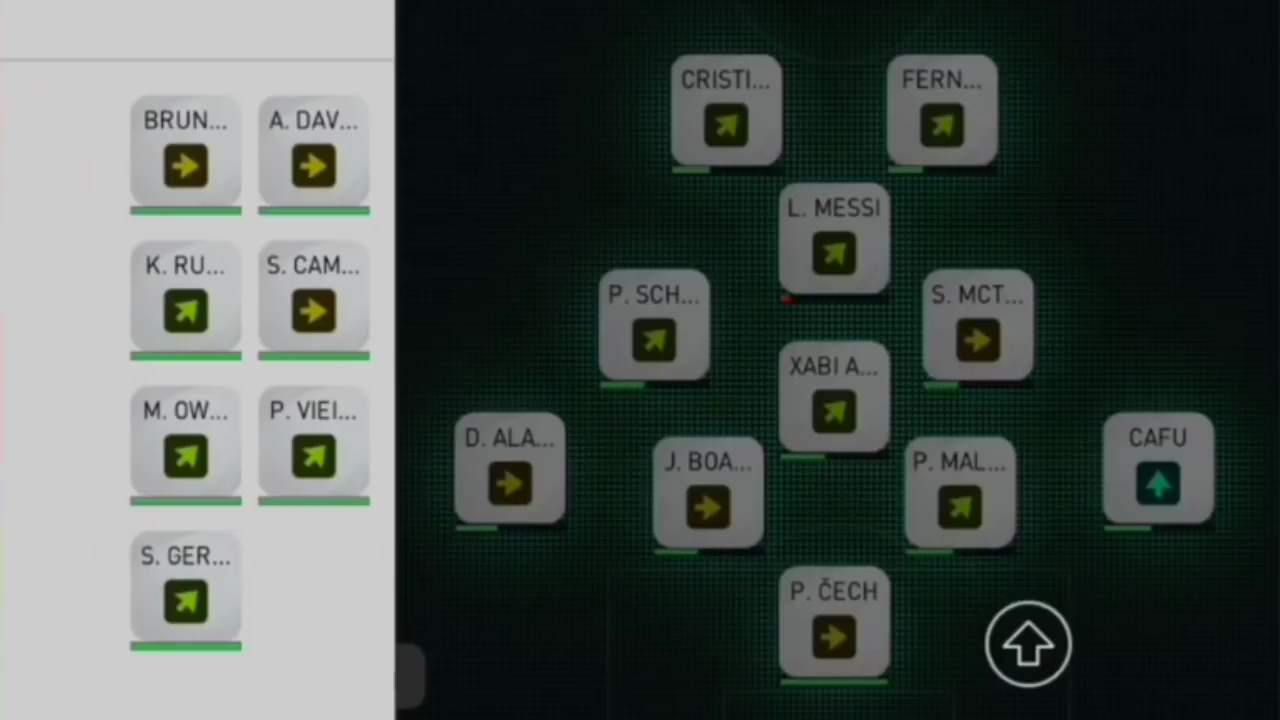 BRUN... A. DAV...
K. RU... S. CAM...
M. OW... P. VIEI...
S. GER...
CRISTI... FERN...
L. MESSI
P. SCH... S. MCT...
XABI A...
D. ALA... J. BOA... P. MAL... CAFU
P. ČECH